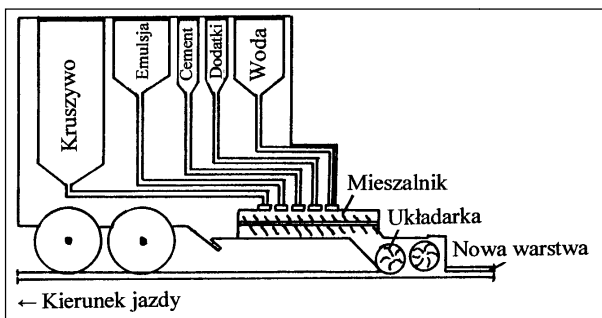 Kruszywo
Emulsja
Cement
Dodatki
Woda
Mieszalnik
Układarka
Nowa warstwa
← Kierunek jazdy